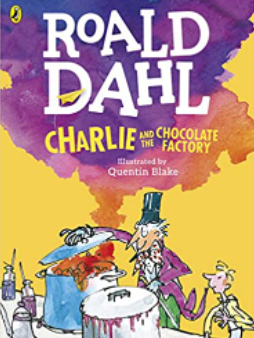 ROALD
DAHL
CHARLIE AND THE CHOCOLATE FACTORY
Illustrated by
Quentin Blake